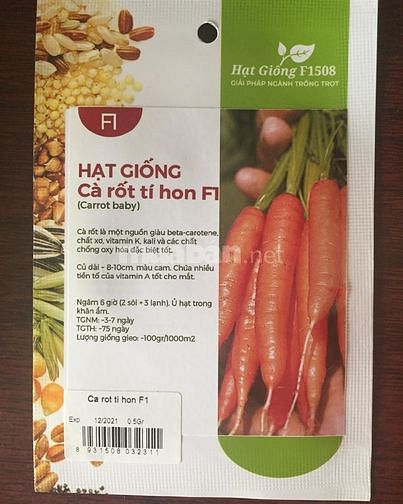 Hạt Giống F1508
GIẢI PHÁP NGÀNH TRỒNG TRỌT
F1
HẠT GIỐNG
Cà rốt tí hon F1
(Carrot baby)
Cà rốt là một nguồn giàu beta-carotene,
chất xơ, vitamin K, kali và các chất
chống oxy hóa đặc biệt tốt.
Củ dài ~ 8-10cm. màu cam. Chứa nhiều
tiền tố của vitamin A tốt cho mắt.
Ngâm 6 giờ (2 sôi + 3 lạnh). Ủ hạt trong
khăn ẩm.
TGNM: ~3-7 ngày
TGTH: ~75 ngày
Lượng giống gieo: ~100gr/1000m2
Ca rot ti hon F1
Exp 12/2021 0.5Gr
8 931508 032311